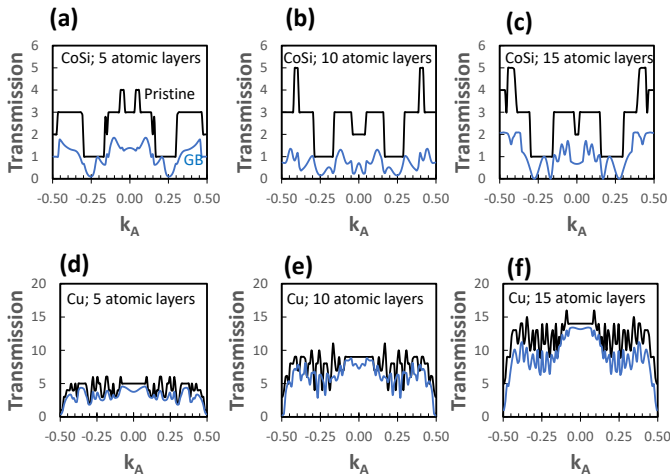 (a)
(b)
(c)
6
5
4
3
2
1
0
Transmission
CoSi; 5 atomic layers
Pristine
GB
-0.50 -0.25 0.00 0.25 0.50
k_A
6
5
4
3
2
1
0
Transmission
CoSi; 10 atomic layers
-0.50 -0.25 0.00 0.25 0.50
k_A
6
5
4
3
2
1
0
Transmission
CoSi; 15 atomic layers
-0.50 -0.25 0.00 0.25 0.50
k_A
(d)
(e)
(f)
20
15
10
5
0
Transmission
Cu; 5 atomic layers
-0.50 -0.25 0.00 0.25 0.50
k_A
20
15
10
5
0
Transmission
Cu; 10 atomic layers
-0.50 -0.25 0.00 0.25 0.50
k_A
20
15
10
5
0
Transmission
Cu; 15 atomic layers
-0.50 -0.25 0.00 0.25 0.50
k_A